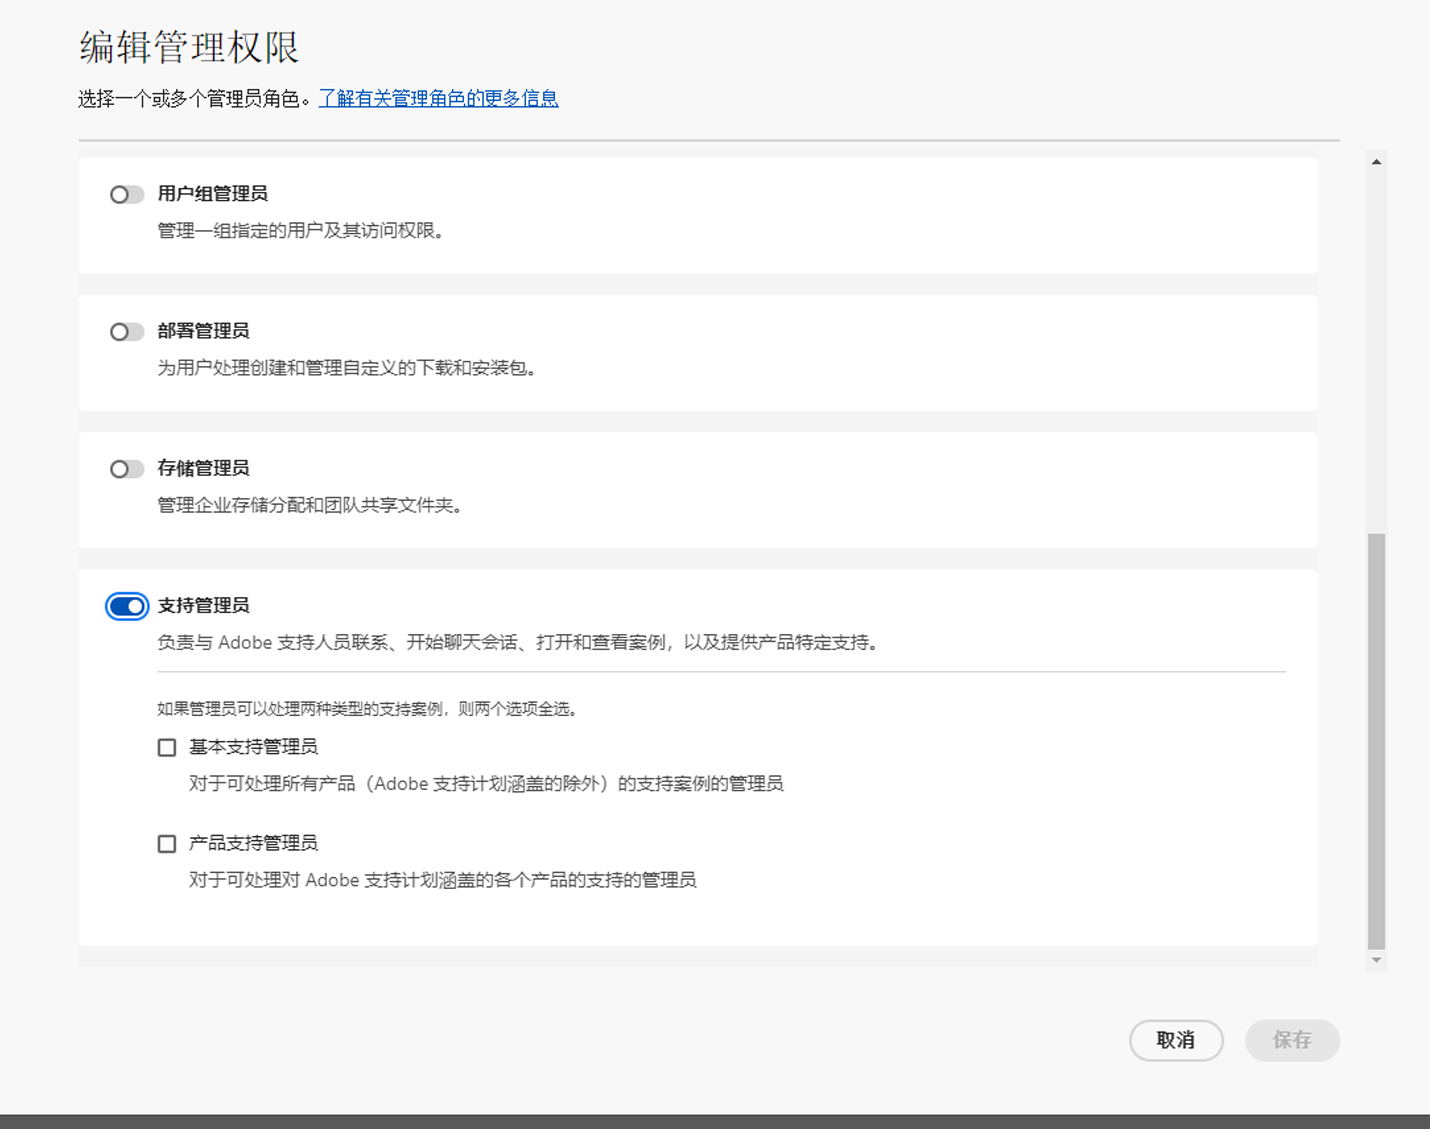 编辑管理权限
选择一个或多个管理员角色。了解有关管理角色的更多信息
用户组管理员
管理一组指定的用户及其访问权限。
部署管理员
为用户处理创建和管理自定义的下载和安装包。
存储管理员
管理企业存储分配和团队共享文件夹。
支持管理员
负责与 Adobe 支持人员联系、开始聊天会话、打开和查看案例，以及提供产品特定支持。
如果管理员可以处理两种类型的支持案例，则两个选项全选。
基本支持管理员
对于可处理所有产品（Adobe 支持计划涵盖的除外）的支持案例的管理员
产品支持管理员
对于可处理对 Adobe 支持计划涵盖的各个产品的支持的管理员
取消
保存